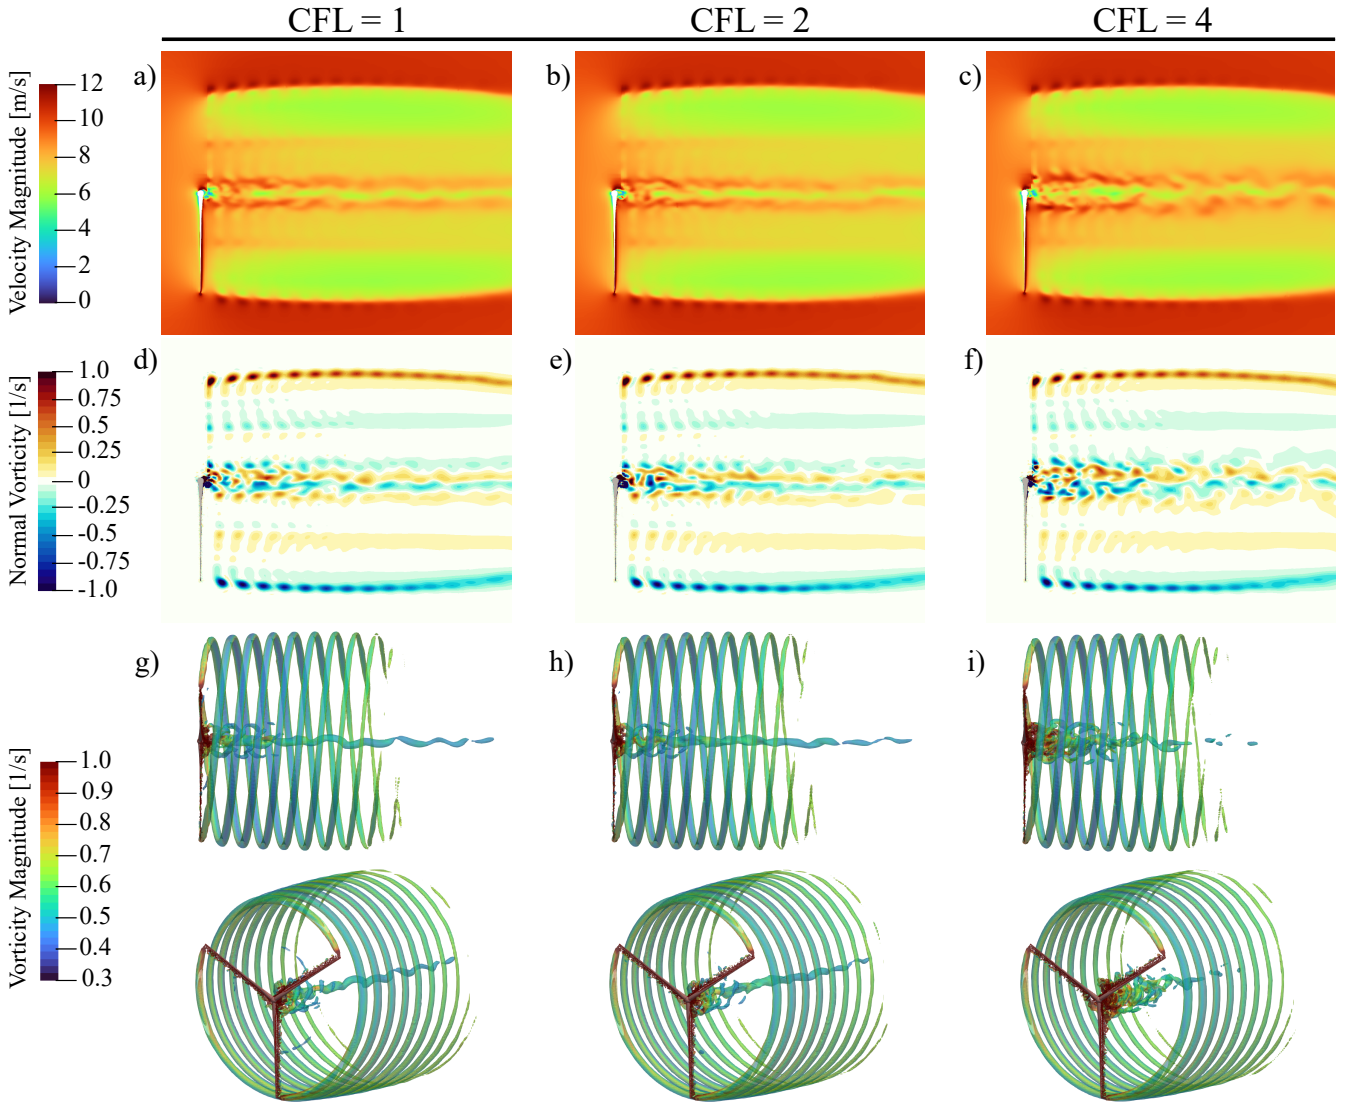 CFL = 1
CFL = 2
CFL = 4
Velocity Magnitude [m/s]
12
10
8
6
4
2
0
a)
b)
c)
Normal Vorticity [1/s]
1.0
0.75
0.5
0.25
0
-0.25
-0.5
-0.75
-1.0
d)
e)
f)
g)
h)
i)
Vorticity Magnitude [1/s]
1.0
0.9
0.8
0.7
0.6
0.5
0.4
0.3